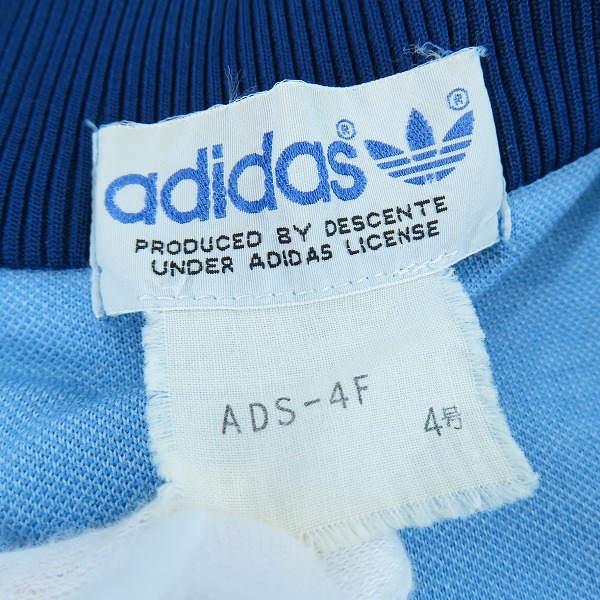 adidas®
®
PRODUCED BY DESCENTE
UNDER ADIDAS LICENSE
ADS-4F
4号